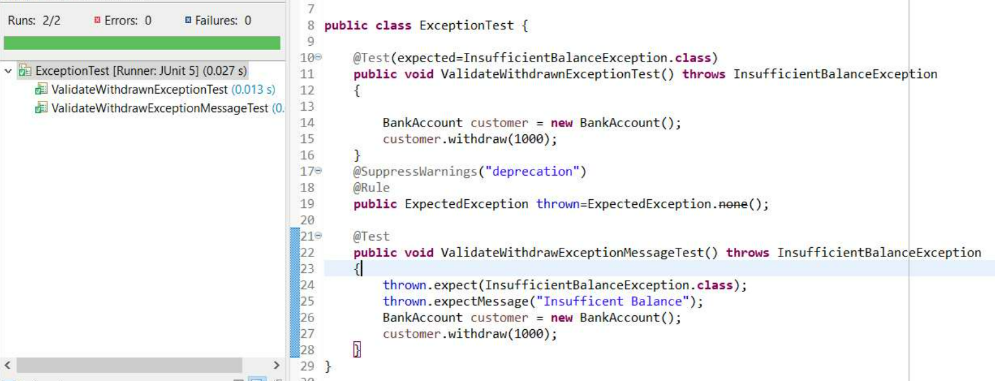 Runs: 2/2 Errors: 0 Failures: 0
ExceptionTest [Runner: JUnit 5] (0.027 s)
ValidateWithdrawnExceptionTest (0.013 s)
ValidateWithdrawExceptionMessageTest (0.
7
8 public class ExceptionTest {
9
10 @Test(expected=InsufficientBalanceException.class)
11 public void ValidateWithdrawnExceptionTest() throws InsufficientBalanceException
12 {
13
14 BankAccount customer = new BankAccount();
15 customer.withdraw(1000);
16 }
17 @SuppressWarnings("deprecation")
18 @Rule
19 public ExpectedException thrown=ExpectedException.none();
20
21 @Test
22 public void ValidateWithdrawExceptionMessageTest() throws InsufficientBalanceException
23 {
24 thrown.expect(InsufficientBalanceException.class);
25 thrown.expectMessage("Insufficent Balance");
26 BankAccount customer = new BankAccount();
27 customer.withdraw(1000);
28 }
29 }